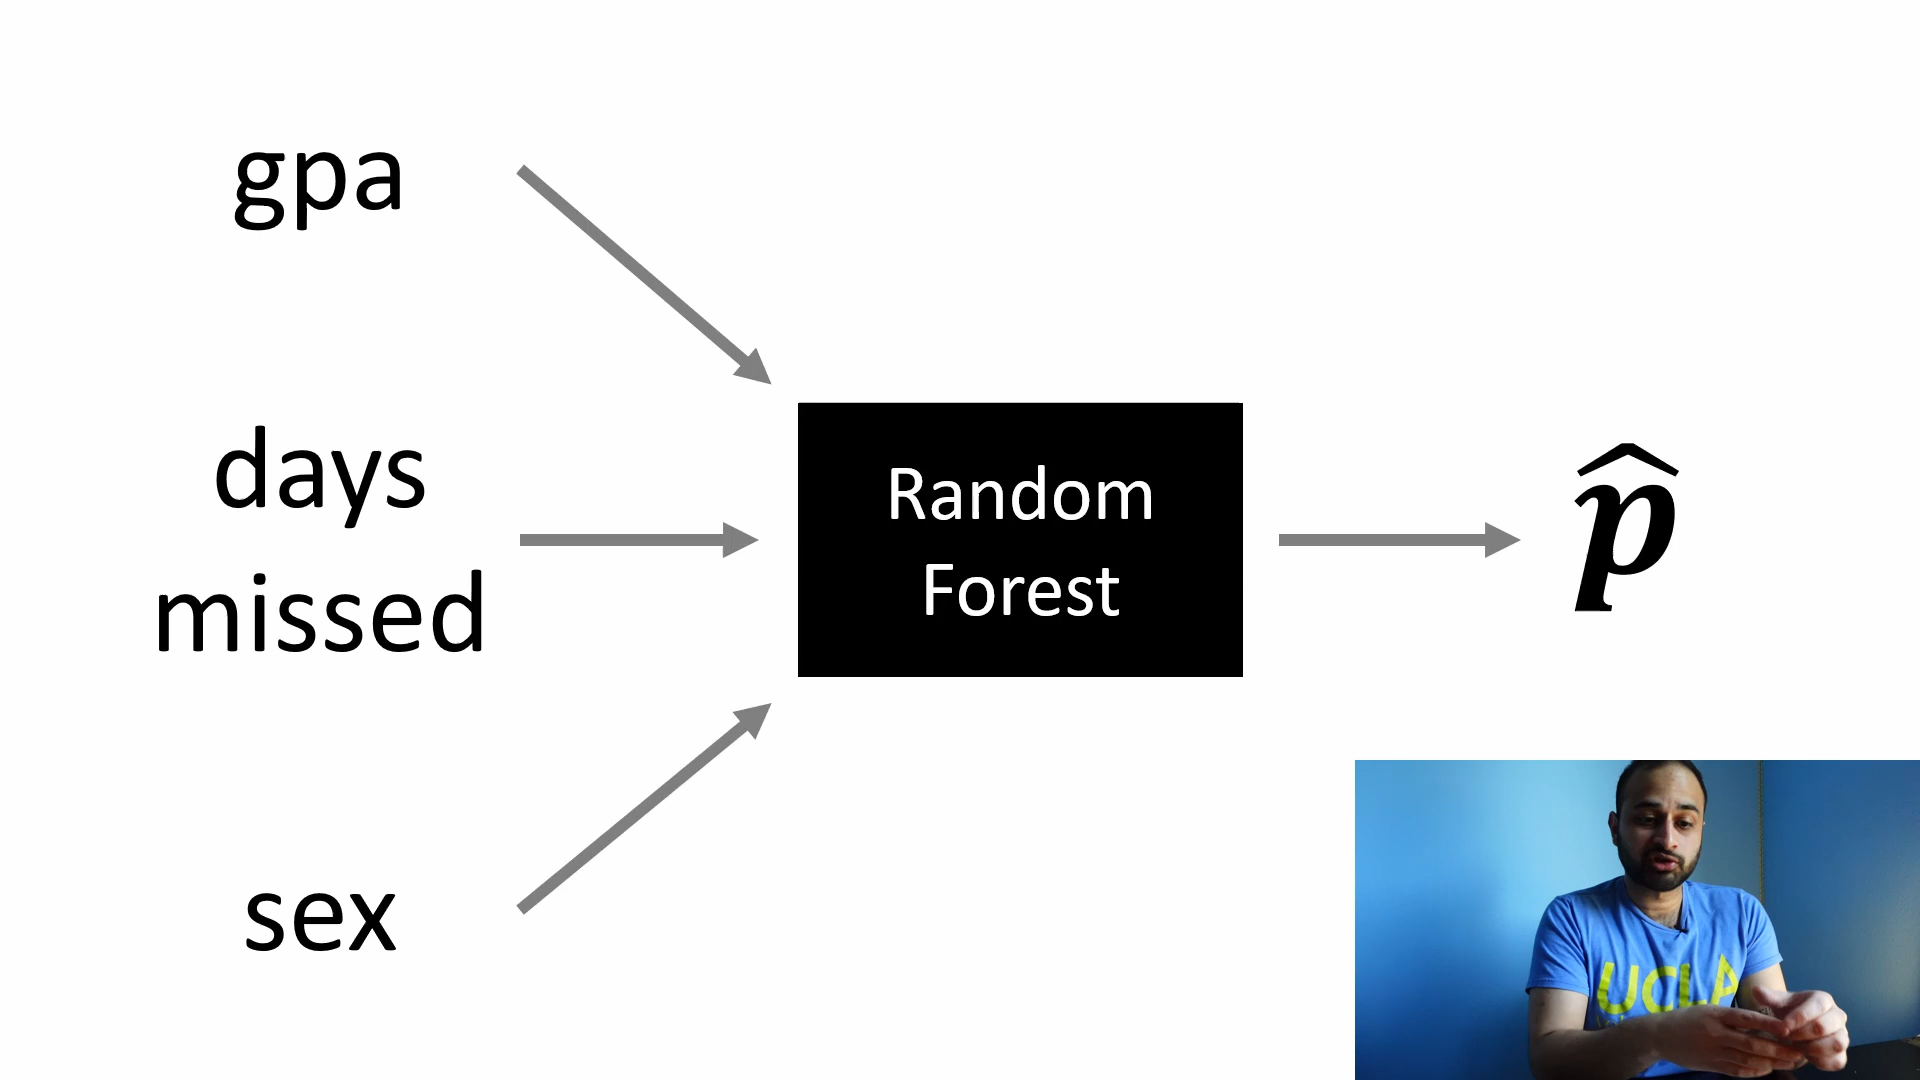 gpa
days
missed
sex
Random
Forest
p̂
UCLA